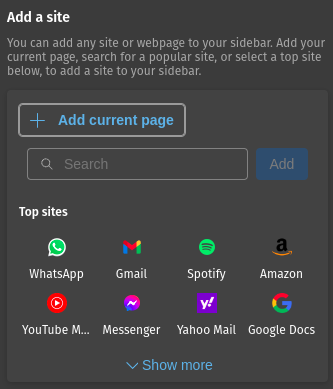 Add a site
You can add any site or webpage to your sidebar. Add your
current page, search for a popular site, or select a top site
below, to add a site to your sidebar.
Add current page
Search
Add
Top sites
WhatsApp Gmail Spotify Amazon
YouTube M... Messenger Yahoo Mail Google Docs
Show more